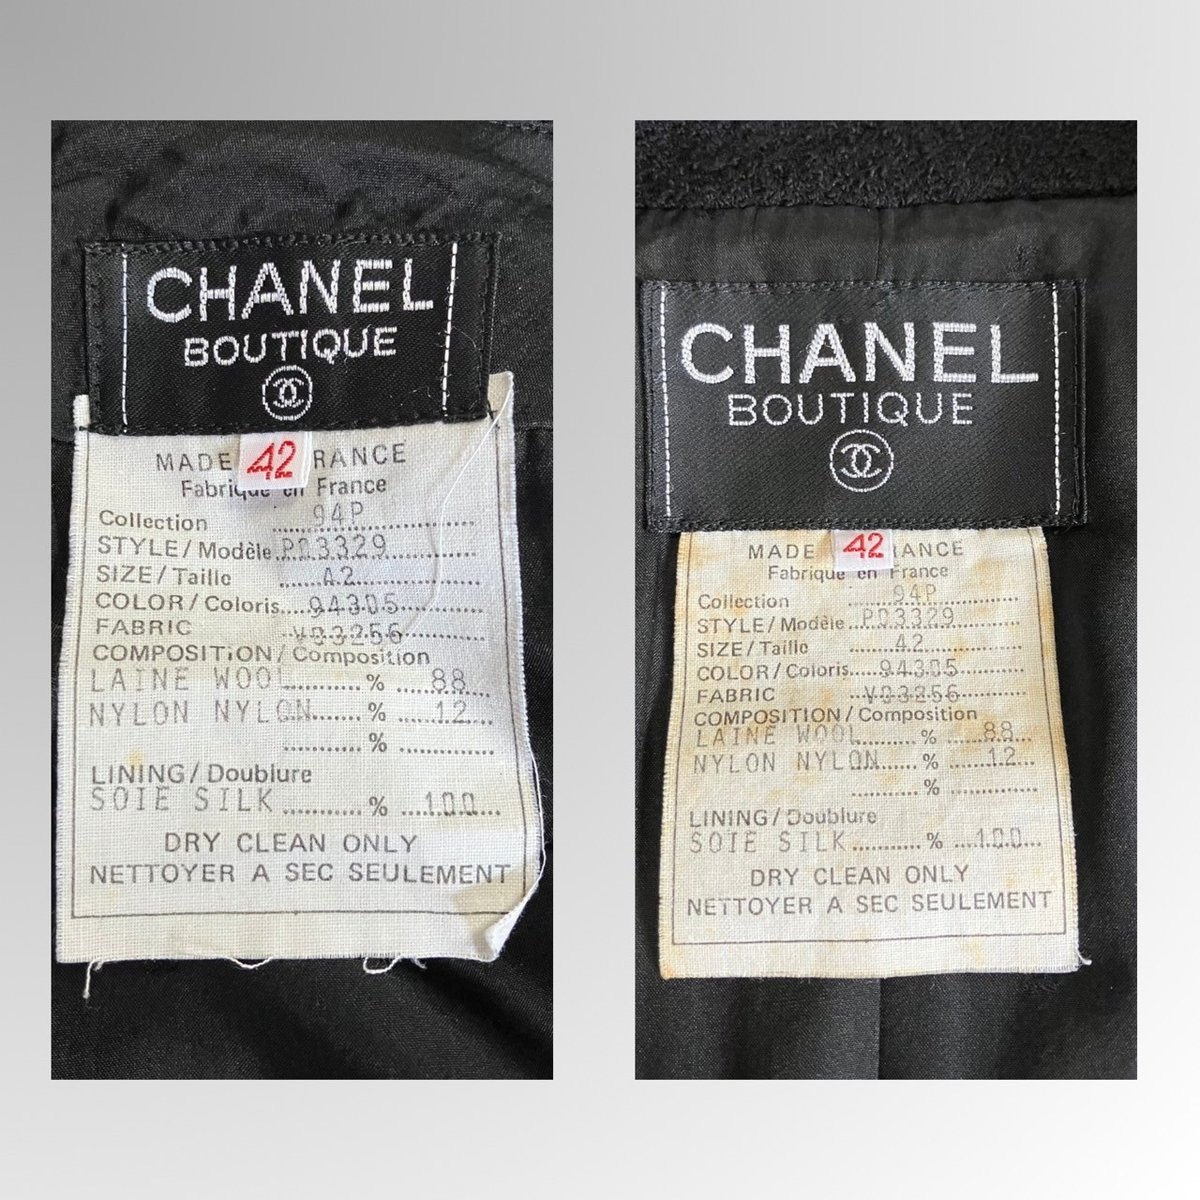 CHANEL
BOUTIQUE
42
MADE RANCE
Fabrique en France
Collection ........94P........
STYLE/Modèle P03329
SIZE/Taille ......42......
COLOR/Coloris....94305
FABRIC V03256
COMPOSITION/Composition
LAINE WOOL........% ....88..
NYLON NYLON.......% ....12..
..........% ............
LINING/Doublure
SOIE SILK..........% ...100...
DRY CLEAN ONLY
NETTOYER A SEC SEULEMENT
CHANEL
BOUTIQUE
42
MADE IANCE
Fabrique en France
Collection ........94P........
STYLE/Modèle...P03329
SIZE/Taille ......42......
COLOR/Coloris....94305
FABRIC ..V03256
COMPOSITION/Composition
LAINE WOOL........% ....88...
NYLON NYLON.......% ....12...
..........% ............
LINING/Doublure
SOIE SILK..........% ...100...
DRY CLEAN ONLY
NETTOYER A SEC SEULEMENT